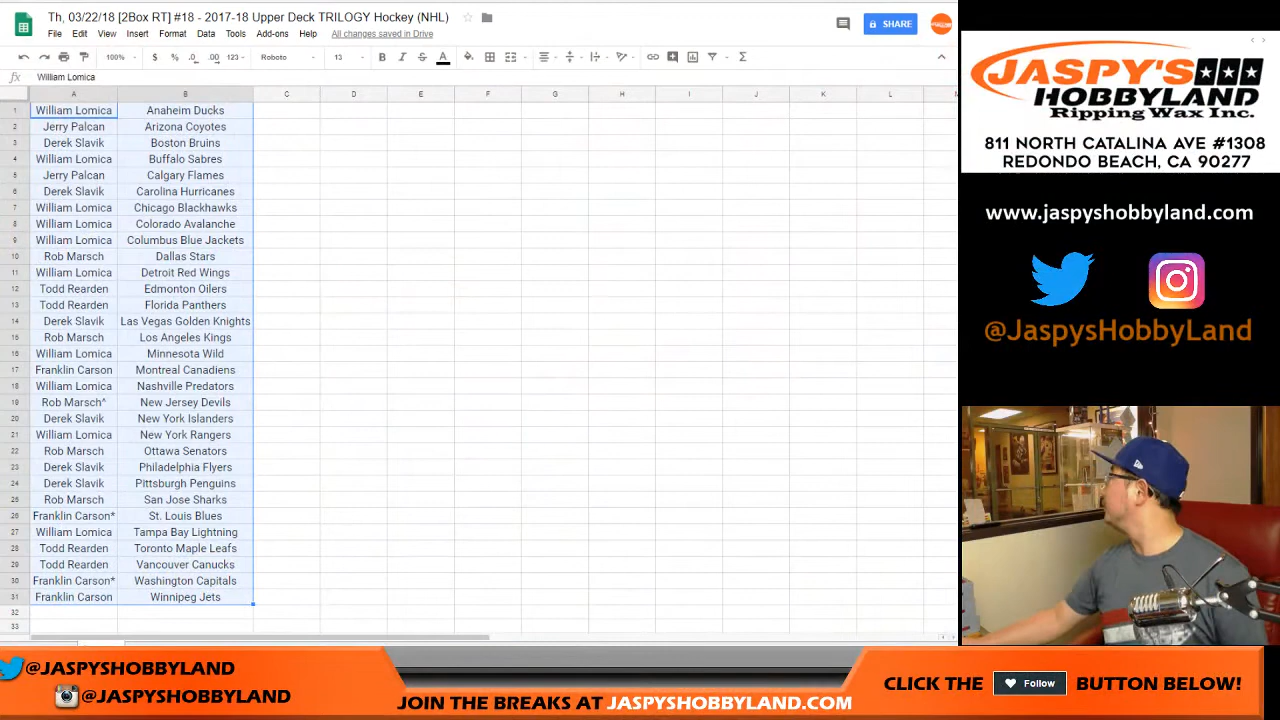 Th, 03/22/18 [2Box RT] #18 - 2017-18 Upper Deck TRILOGY Hockey (NHL)
File Edit View Insert Format Data Tools Add-ons Help All changes saved in Drive
SHARE
100% $ % .0 .00 123 Roboto 13 B I S A
fx William Lomica
A B C D E F G H I J K L M
1 William Lomica Anaheim Ducks
2 Jerry Palcan Arizona Coyotes
3 Derek Slavik Boston Bruins
4 William Lomica Buffalo Sabres
5 Jerry Palcan Calgary Flames
6 Derek Slavik Carolina Hurricanes
7 William Lomica Chicago Blackhawks
8 William Lomica Colorado Avalanche
9 William Lomica Columbus Blue Jackets
10 Rob Marsch Dallas Stars
11 William Lomica Detroit Red Wings
12 Todd Rearden Edmonton Oilers
13 Todd Rearden Florida Panthers
14 Derek Slavik Las Vegas Golden Knights
15 Rob Marsch Los Angeles Kings
16 William Lomica Minnesota Wild
17 Franklin Carson Montreal Canadiens
18 William Lomica Nashville Predators
19 Rob Marsch^ New Jersey Devils
20 Derek Slavik New York Islanders
21 William Lomica New York Rangers
22 Rob Marsch Ottawa Senators
23 Derek Slavik Philadelphia Flyers
24 Derek Slavik Pittsburgh Penguins
25 Rob Marsch San Jose Sharks
26 Franklin Carson* St. Louis Blues
27 William Lomica Tampa Bay Lightning
28 Todd Rearden Toronto Maple Leafs
29 Todd Rearden Vancouver Canucks
30 Franklin Carson* Washington Capitals
31 Franklin Carson Winnipeg Jets
32
33
JASPY'S
HOBBYLAND
Ripping Wax Inc.
811 NORTH CATALINA AVE #1308
REDONDO BEACH, CA 90277
www.jaspyshobbyland.com
@JaspysHobbyLand
@JASPYSHOBBYLAND
@JASPYSHOBBYLAND
JOIN THE BREAKS AT JASPYSHOBBYLAND.COM
CLICK THE Follow BUTTON BELOW!